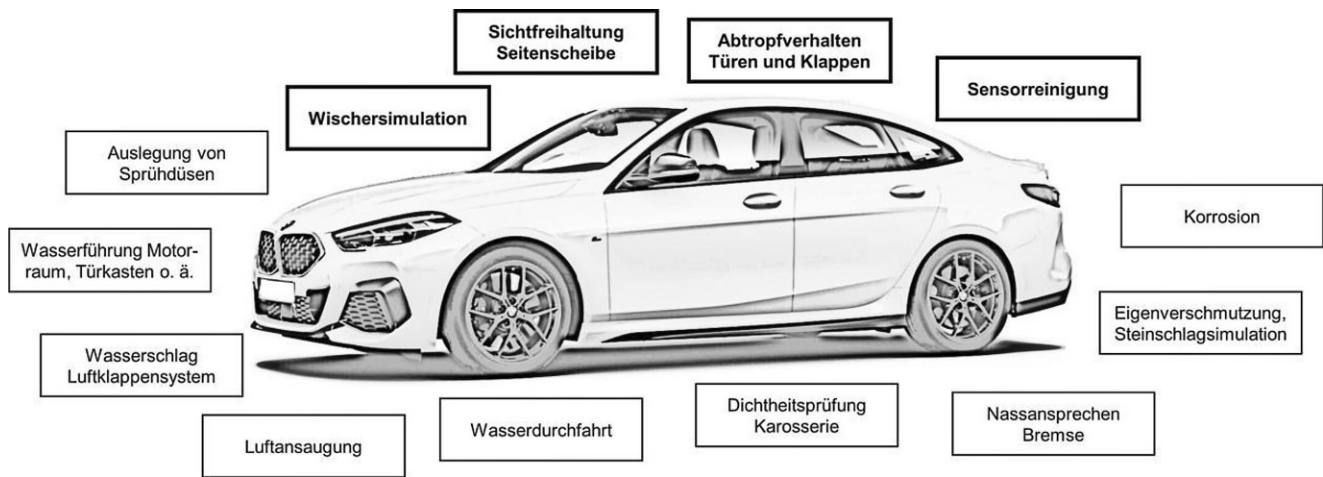 Sichtfreihaltung
Seitenscheibe
Abtropfverhalten
Türen und Klappen
Sensorreinigung
Wischersimulation
Auslegung von
Sprühdüsen
Korrosion
Wasserführung Motor-
raum, Türkasten o. ä.
Eigenverschmutzung,
Steinschlagsimulation
Wasserschlag
Luftklappensystem
Dichtheitsprüfung
Karosserie
Nassansprechen
Bremse
Wasserdurchfahrt
Luftansaugung